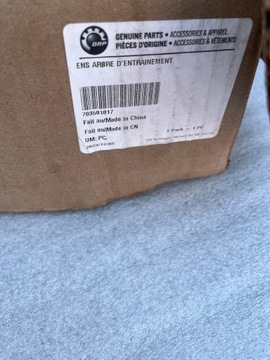 BRP
GENUINE PARTS • ACCESSORIES & APPAREL
PIÈCES D'ORIGINE • ACCESSOIRES & VÊTEMENTS
ENS ARBRE D'ENTRAINEMENT
703501017
Fait au/Made in China
Fait au/Made in CN
1 Pack
1 PC
UM: PC